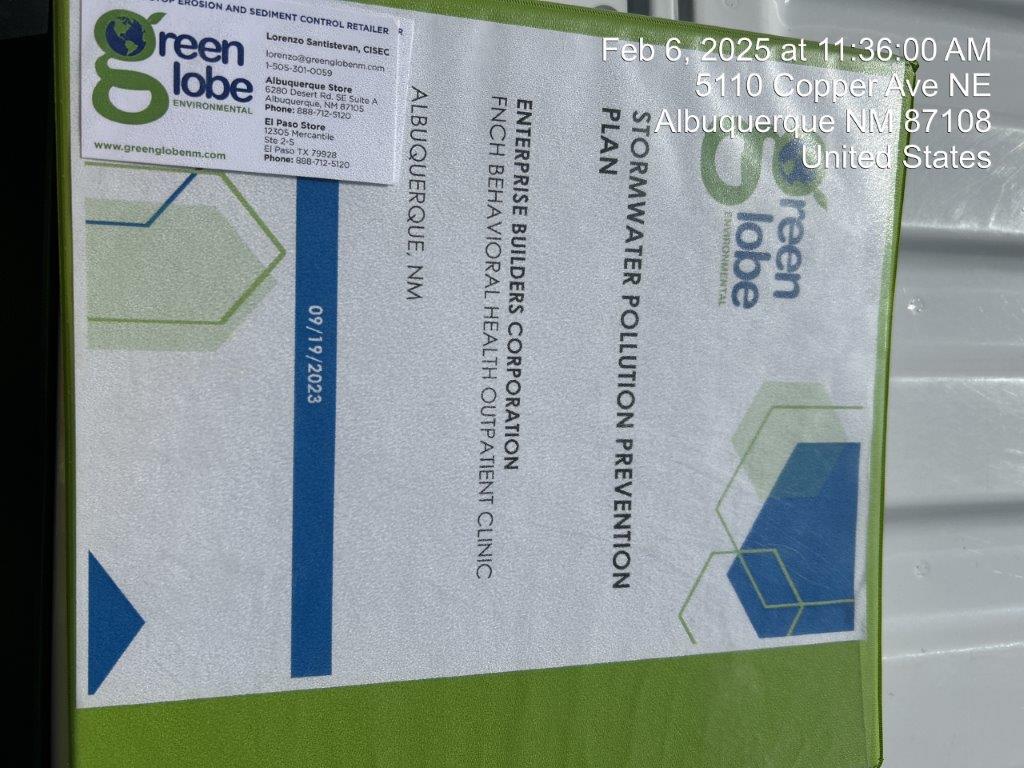 STOP EROSION AND SEDIMENT CONTROL RETAILER
R
green
globe
ENVIRONMENTAL
www.greenglobenm.com
Lorenzo Santistevan, CISEC
lorenzo@greenglobenm.com
1-505-301-0059
Albuquerque Store
6280 Desert Rd. SE Suite A
Albuquerque, NM 87105
Phone: 888-712-5120
El Paso Store
12305 Mercantile
Ste 2-S
El Paso TX 79928
Phone: 888-712-5120
Feb 6, 2025 at 11:36:00 AM
5110 Copper Ave NE
Albuquerque NM 87108
United States
green
globe
ENVIRONMENTAL
STORMWATER POLLUTION PREVENTION
PLAN
ENTERPRISE BUILDERS CORPORATION
FNCH BEHAVIORAL HEALTH OUTPATIENT CLINIC
ALBUQUERQUE, NM
09/19/2023